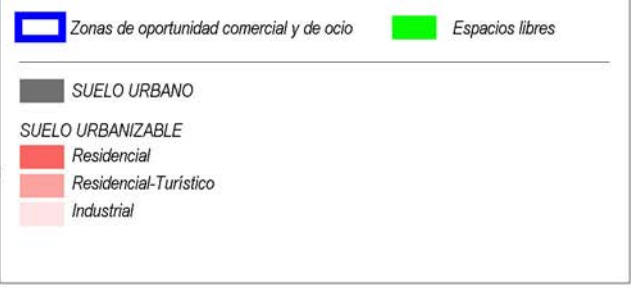 Zonas de oportunidad comercial y de ocio
Espacios libres
SUELO URBANO
SUELO URBANIZABLE
Residencial
Residencial-Turístico
Industrial